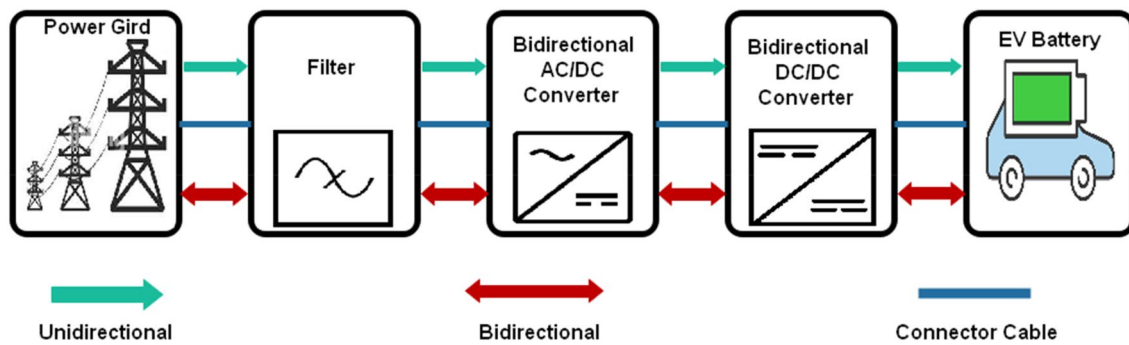 Power Gird
Filter
Bidirectional
AC/DC
Converter
Bidirectional
DC/DC
Converter
EV Battery
Unidirectional
Bidirectional
Connector Cable